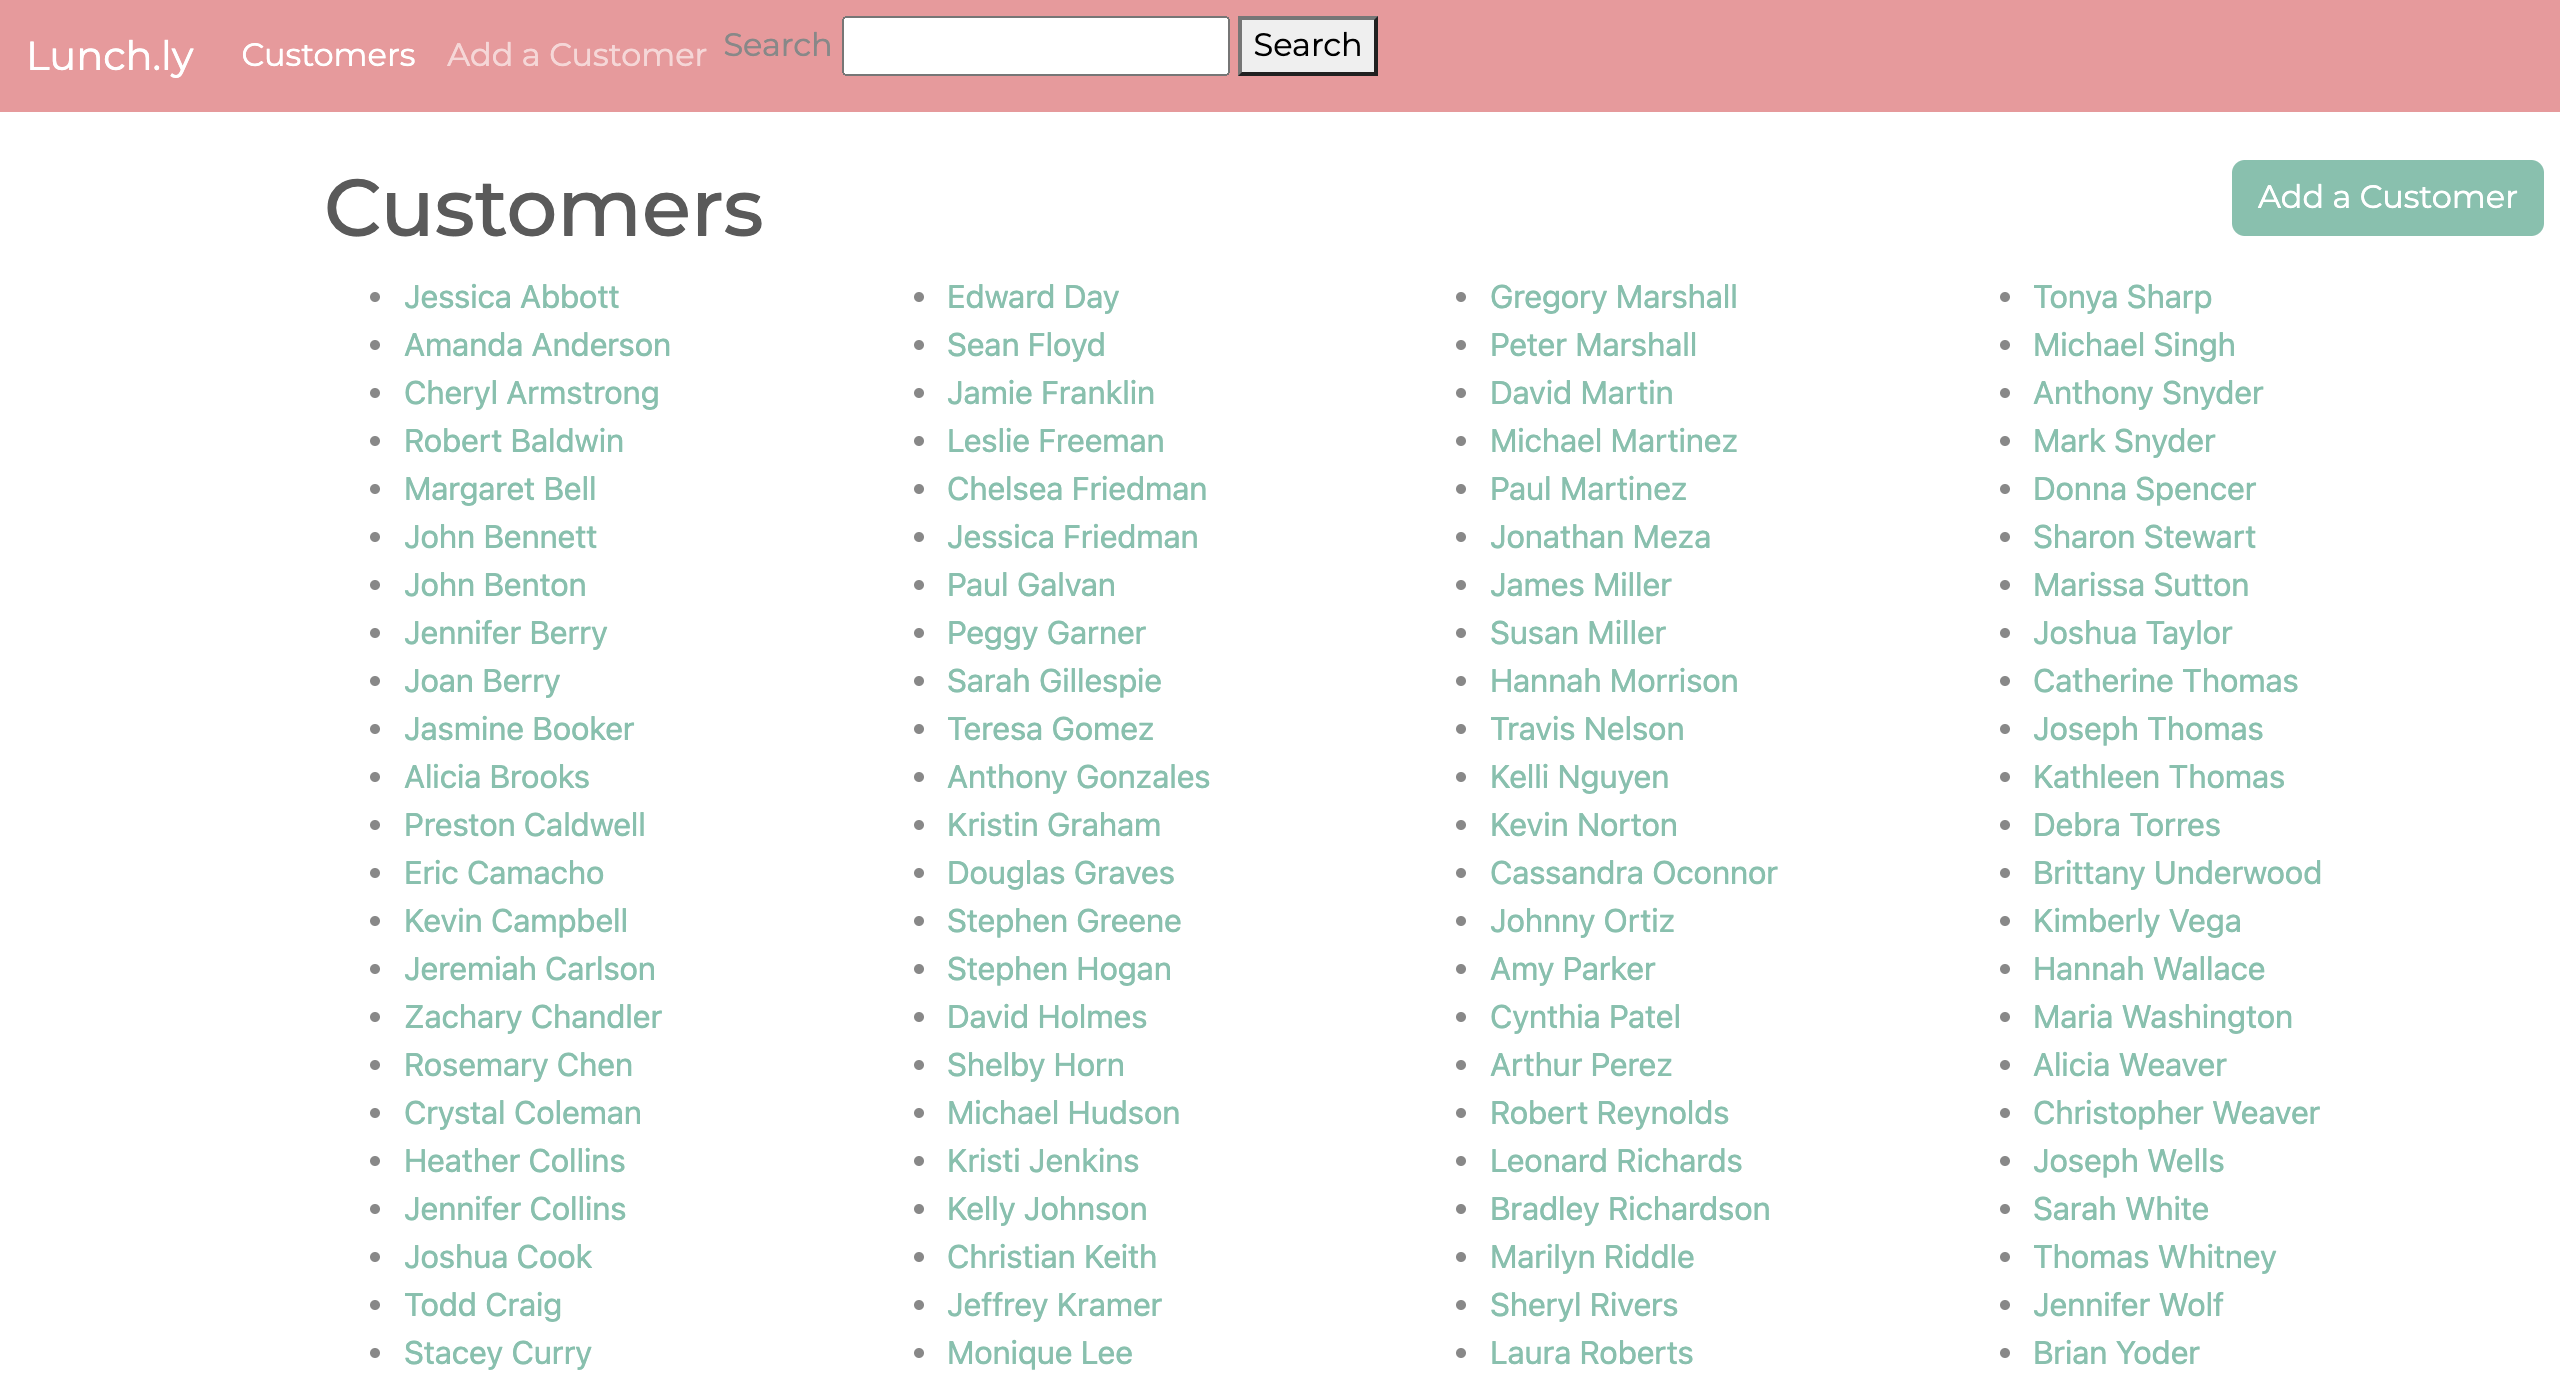 Lunch.ly Customers Add a Customer Search Search
Customers
Add a Customer
Jessica Abbott
Amanda Anderson
Cheryl Armstrong
Robert Baldwin
Margaret Bell
John Bennett
John Benton
Jennifer Berry
Joan Berry
Jasmine Booker
Alicia Brooks
Preston Caldwell
Eric Camacho
Kevin Campbell
Jeremiah Carlson
Zachary Chandler
Rosemary Chen
Crystal Coleman
Heather Collins
Jennifer Collins
Joshua Cook
Todd Craig
Stacey Curry
Edward Day
Sean Floyd
Jamie Franklin
Leslie Freeman
Chelsea Friedman
Jessica Friedman
Paul Galvan
Peggy Garner
Sarah Gillespie
Teresa Gomez
Anthony Gonzales
Kristin Graham
Douglas Graves
Stephen Greene
Stephen Hogan
David Holmes
Shelby Horn
Michael Hudson
Kristi Jenkins
Kelly Johnson
Christian Keith
Jeffrey Kramer
Monique Lee
Gregory Marshall
Peter Marshall
David Martin
Michael Martinez
Paul Martinez
Jonathan Meza
James Miller
Susan Miller
Hannah Morrison
Travis Nelson
Kelli Nguyen
Kevin Norton
Cassandra Oconnor
Johnny Ortiz
Amy Parker
Cynthia Patel
Arthur Perez
Robert Reynolds
Leonard Richards
Bradley Richardson
Marilyn Riddle
Sheryl Rivers
Laura Roberts
Tonya Sharp
Michael Singh
Anthony Snyder
Mark Snyder
Donna Spencer
Sharon Stewart
Marissa Sutton
Joshua Taylor
Catherine Thomas
Joseph Thomas
Kathleen Thomas
Debra Torres
Brittany Underwood
Kimberly Vega
Hannah Wallace
Maria Washington
Alicia Weaver
Christopher Weaver
Joseph Wells
Sarah White
Thomas Whitney
Jennifer Wolf
Brian Yoder